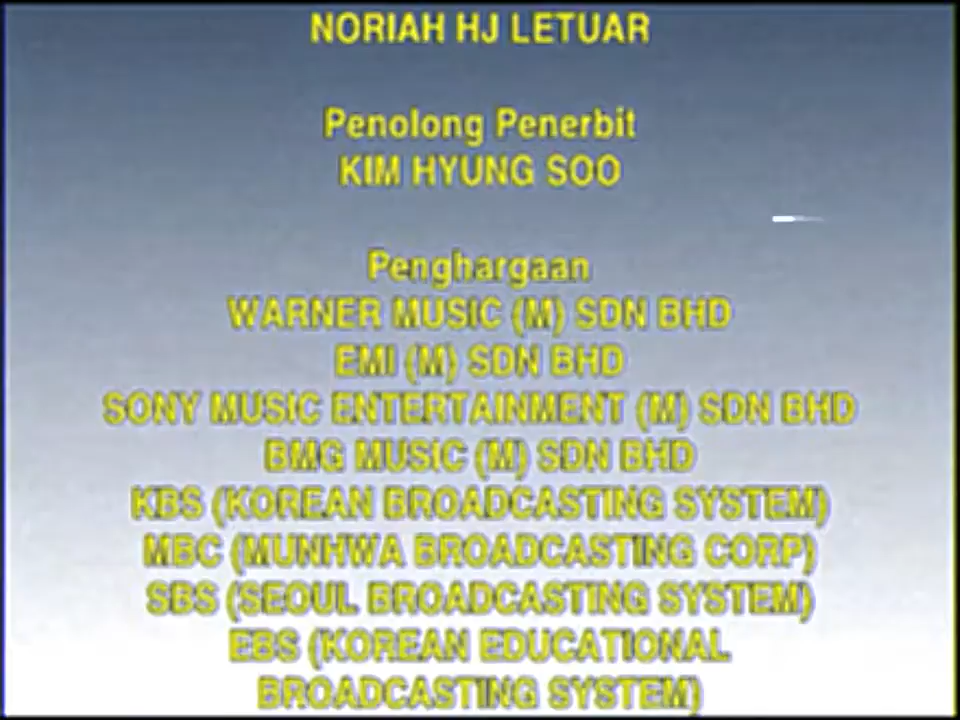 NORIAH HJ LETUAR
Penolong Penerbit
KIM HYUNG SOO
Penghargaan
WARNER MUSIC (M) SDN BHD
EMI (M) SDN BHD
SONY MUSIC ENTERTAINMENT (M) SDN BHD
BMG MUSIC (M) SDN BHD
KBS (KOREAN BROADCASTING SYSTEM)
MBC (MUNHWA BROADCASTING CORP)
SBS (SEOUL BROADCASTING SYSTEM)
EBS (KOREAN EDUCATIONAL
BROADCASTING SYSTEM)